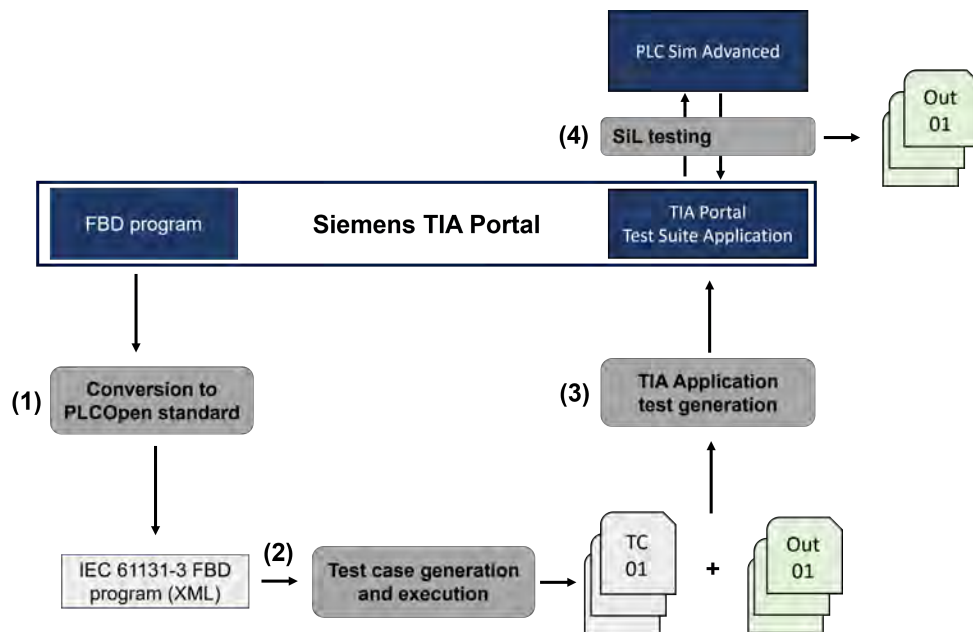 PLC Sim Advanced
(4)
SiL testing
Out
01
FBD program
Siemens TIA Portal
TIA Portal
Test Suite Application
(1)
Conversion to
PLCOpen standard
(3)
TIA Application
test generation
IEC 61131-3 FBD
program (XML)
(2)
Test case generation
and execution
TC
01
+
Out
01